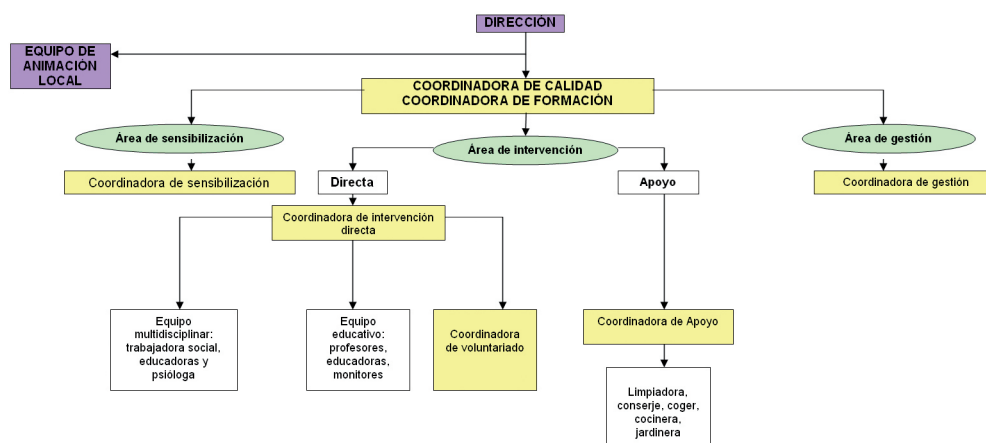 DIRECCIÓN
EQUIPO DE
ANIMACIÓN
LOCAL
COORDINADORA DE CALIDAD
COORDINADORA DE FORMACIÓN
Área de sensibilización
Área de intervención
Área de gestión
Coordinadora de sensibilización
Directa
Apoyo
Coordinadora de gestión
Coordinadora de intervención
directa
Equipo
multidisciplinar:
trabajadora social,
educadoras y
psióloga
Equipo
educativo:
profesores,
educadoras,
monitores
Coordinadora
de voluntariado
Coordinadora de Apoyo
Limpiadora,
conserje, coger,
cocinera,
jardinera